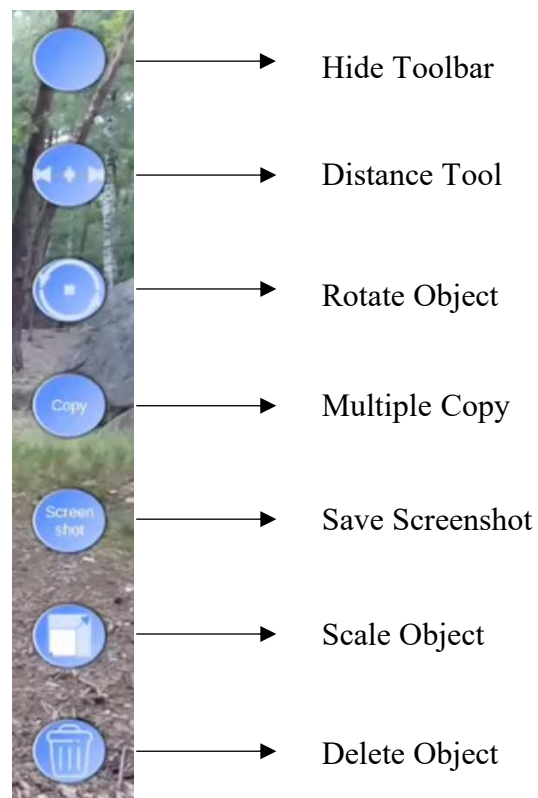 Hide Toolbar
Distance Tool
Rotate Object
Copy
Multiple Copy
Screen
shot
Save Screenshot
Scale Object
Delete Object